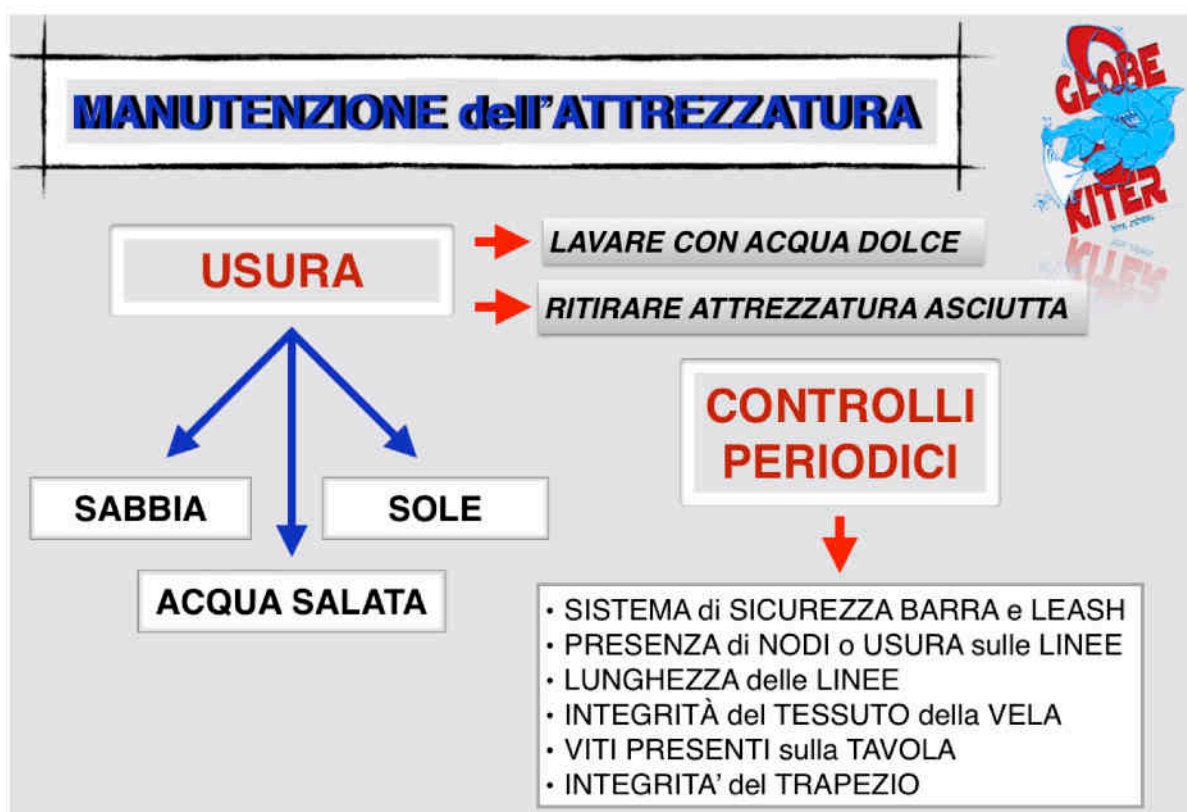 MANUTENZIONE dell'ATTREZZATURA
GLOBE
KITER
USURA
LAVARE CON ACQUA DOLCE
RITIRARE ATTREZZATURA ASCIUTTA
CONTROLLI
PERIODICI
SABBIA
SOLE
ACQUA SALATA
• SISTEMA di SICUREZZA BARRA e LEASH
• PRESENZA di NODI o USURA sulle LINEE
• LUNGHEZZA delle LINEE
• INTEGRITÀ del TESSUTO della VELA
• VITI PRESENTI sulla TAVOLA
• INTEGRITA' del TRAPEZIO